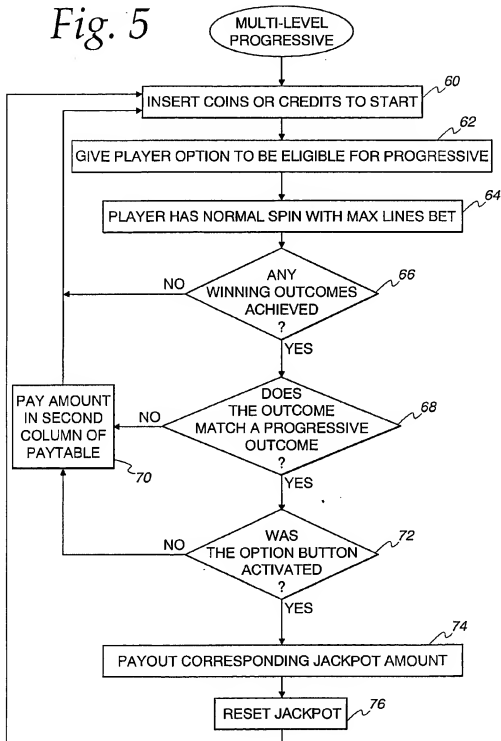 Fig. 5
MULTI-LEVEL
PROGRESSIVE
60
INSERT COINS OR CREDITS TO START
62
GIVE PLAYER OPTION TO BE ELIGIBLE FOR PROGRESSIVE
64
PLAYER HAS NORMAL SPIN WITH MAX LINES BET
NO
ANY
WINNING OUTCOMES
ACHIEVED
?
66
YES
PAY AMOUNT
IN SECOND
COLUMN OF
PAYTABLE
70
NO
DOES
THE OUTCOME
MATCH A PROGRESSIVE
OUTCOME
?
68
YES
NO
WAS
THE OPTION BUTTON
ACTIVATED
?
72
YES
74
PAYOUT CORRESPONDING JACKPOT AMOUNT
76
RESET JACKPOT